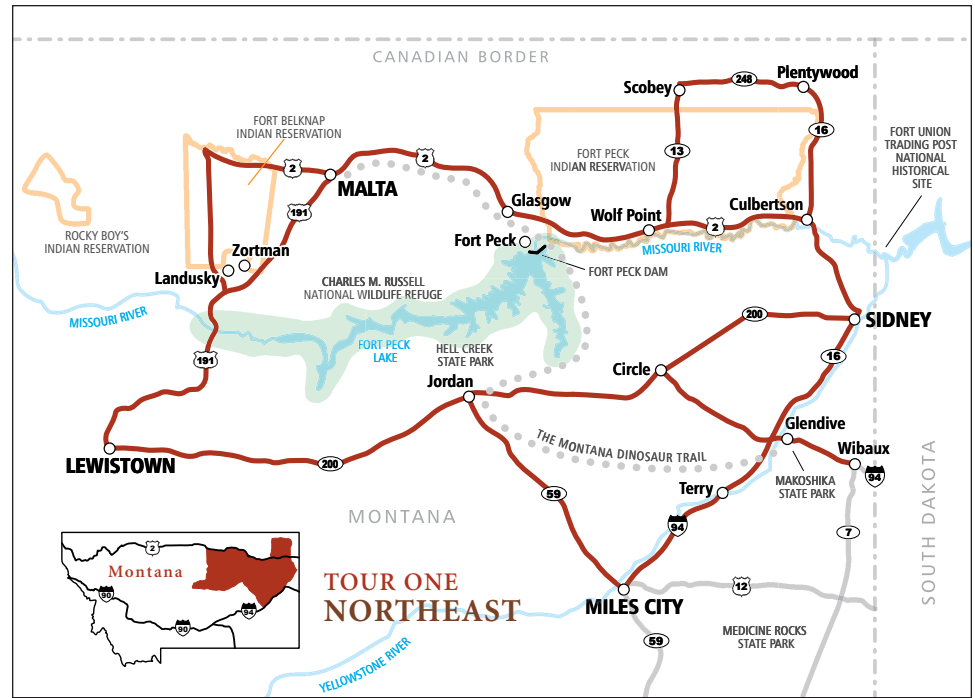 CANADIAN BORDER
Scobey
248
Plentywood
16
13
FORT BELKNAP
INDIAN RESERVATION
FORT PECK
INDIAN RESERVATION
FORT UNION
TRADING POST
NATIONAL
HISTORICAL
SITE
2
2
MALTA
191
Glasgow
Wolf Point
2
Culbertson
ROCKY BOY'S
INDIAN RESERVATION
Zortman
Landusky
Fort Peck
MISSOURI RIVER
FORT PECK DAM
CHARLES M. RUSSELL
NATIONAL WILDLIFE REFUGE
MISSOURI RIVER
200
SIDNEY
FORT PECK
LAKE
HELL CREEK
STATE PARK
191
16
Jordan
Circle
Glendive
THE MONTANA DINOSAUR TRAIL
Wibaux
94
LEWISTOWN
200
MAKOSHIKA
STATE PARK
59
Terry
SOUTH DAKOTA
MONTANA
94
7
2
Montana
90
90
94
TOUR ONE
NORTHEAST
MILES CITY
12
59
MEDICINE ROCKS
STATE PARK
YELLOWSTONE RIVER